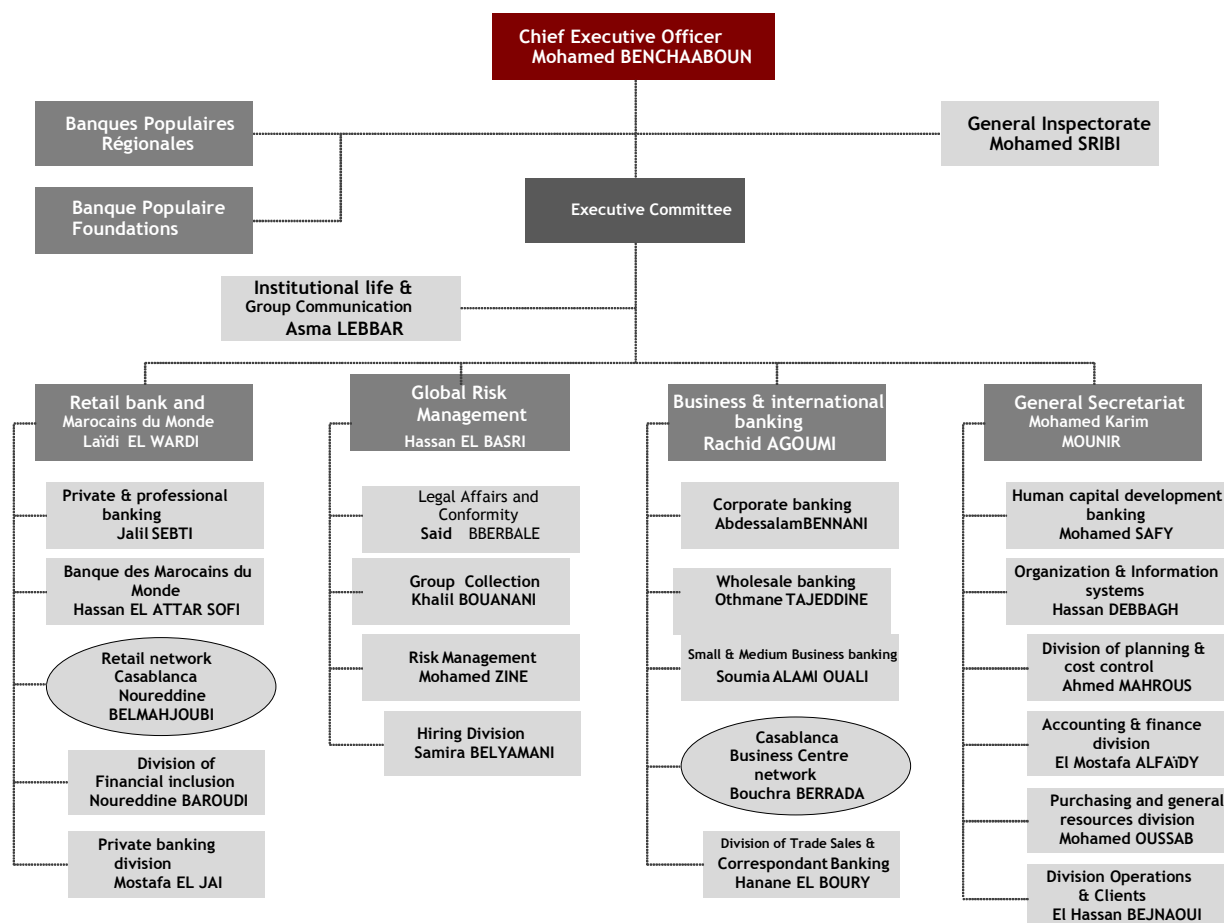 Chief Executive Officer
Mohamed BENCHAABOUN
Banques Populaires
Régionales
General Inspectorate
Mohamed SRIBI
Banque Populaire
Foundations
Executive Committee
Institutional life &
Group Communication
Asma LEBBAR
Retail bank and
Marocains du Monde
Laïdi EL WARDI
Private & professional
banking
Jalil SEBTI
Banque des Marocains du
Monde
Hassan EL ATTAR SOFI
Retail network
Casablanca
Noureddine
BELMAHJOUBI
Division of
Financial inclusion
Noureddine BAROUDI
Private banking
division
Mostafa EL JAI
Global Risk
Management
Hassan EL BASRI
Legal Affairs and
Conformity
Said BBERBALE
Group Collection
Khalil BOUANANI
Risk Management
Mohamed ZINE
Hiring Division
Samira BELYAMANI
Business & international
banking
Rachid AGOUMI
Corporate banking
AbdessalamBENNANI
Wholesale banking
Othmane TAJEDDINE
Small & Medium Business banking
Soumia ALAMI OUALI
Casablanca
Business Centre
network
Bouchra BERRADA
Division of Trade Sales &
Correspondant Banking
Hanane EL BOURY
General Secretariat
Mohamed Karim
MOUNIR
Human capital development
banking
Mohamed SAFY
Organization & Information
systems
Hassan DEBBAGH
Division of planning &
cost control
Ahmed MAHROUS
Accounting & finance
division
El Mostafa ALFAïDY
Purchasing and general
resources division
Mohamed OUSSAB
Division Operations
& Clients
El Hassan BEJNAOUI